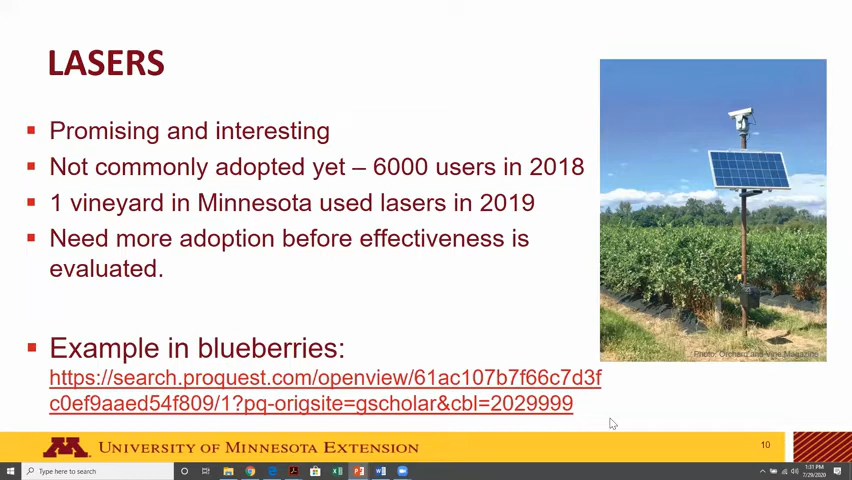 LASERS
Promising and interesting
Not commonly adopted yet – 6000 users in 2018
1 vineyard in Minnesota used lasers in 2019
Need more adoption before effectiveness is
evaluated.
Example in blueberries:
https://search.proquest.com/openview/61ac107b7f66c7d3f
c0ef9aaed54f809/1?pq-origsite=gscholar&cbl=2029999
Photo: Orchard and Vine Magazine
M UNIVERSITY OF MINNESOTA EXTENSION
10
Type here to search
1:31 PM
7/29/2020